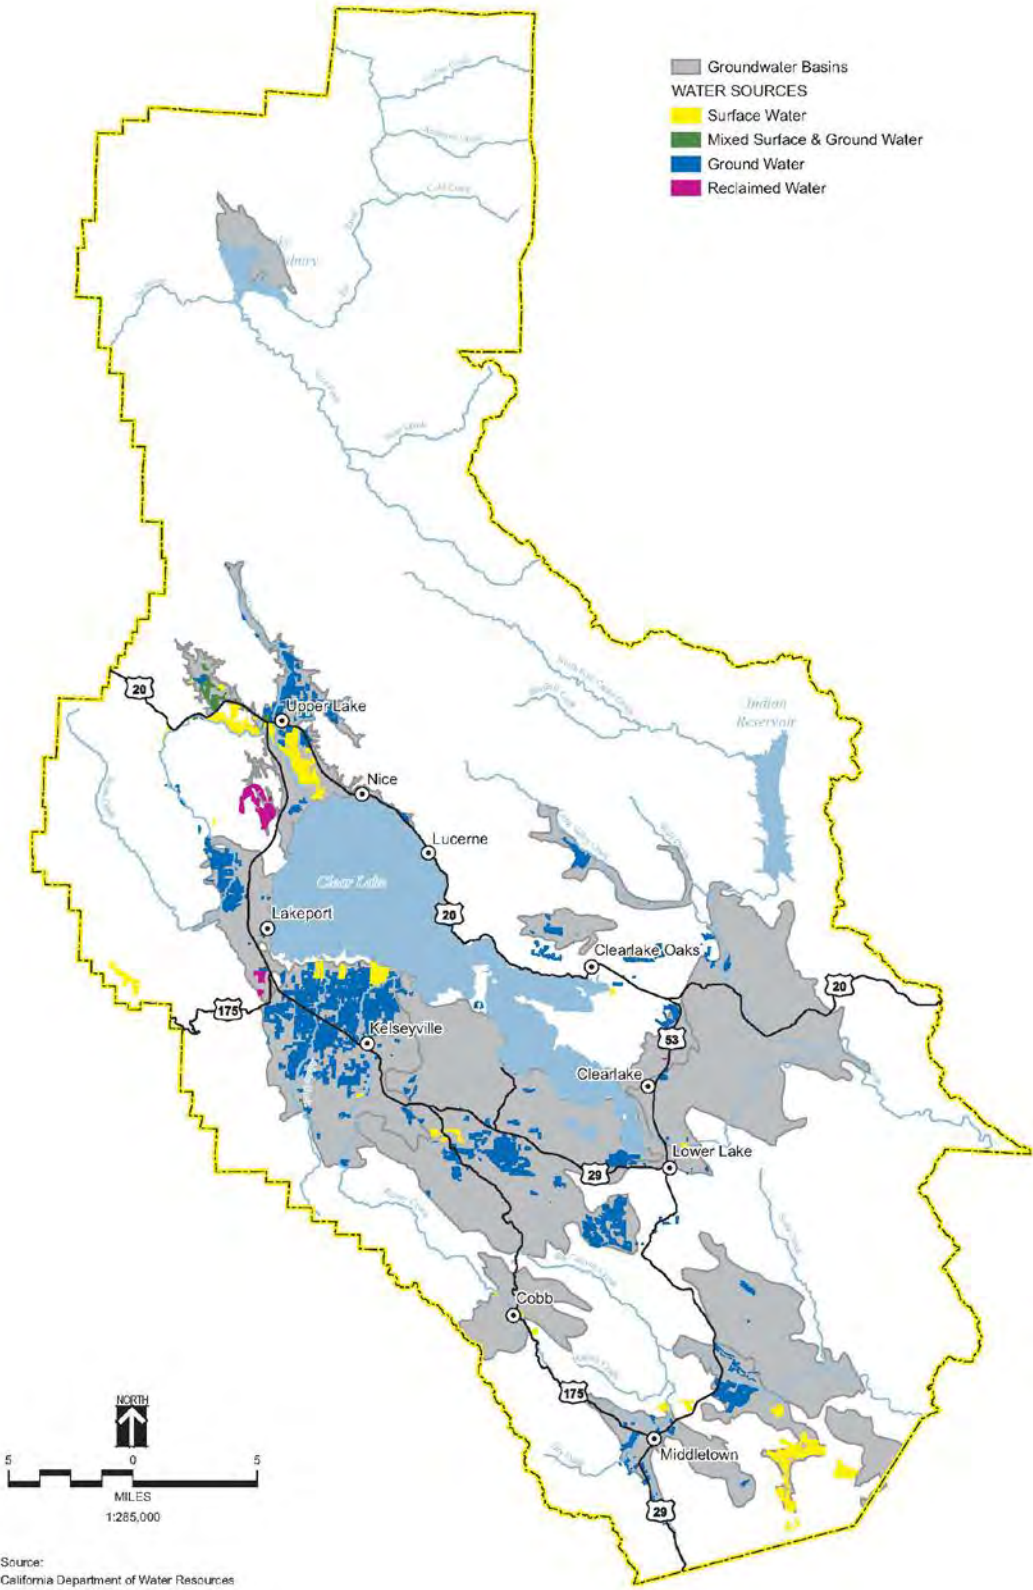 Groundwater Basins
WATER SOURCES
Surface Water
Mixed Surface & Ground Water
Ground Water
Reclaimed Water
Cold Creek
Indian
Reservoir
20
Upper Lake
Nice
Lucerne
Clear Lake
20
Lakeport
Clearlake Oaks
20
175
Kelseyville
53
Clearlake
Lower Lake
29
Cobb
175
Middletown
29
NORTH
5 0 5
MILES
1:285,000
Source:
California Department of Water Resources